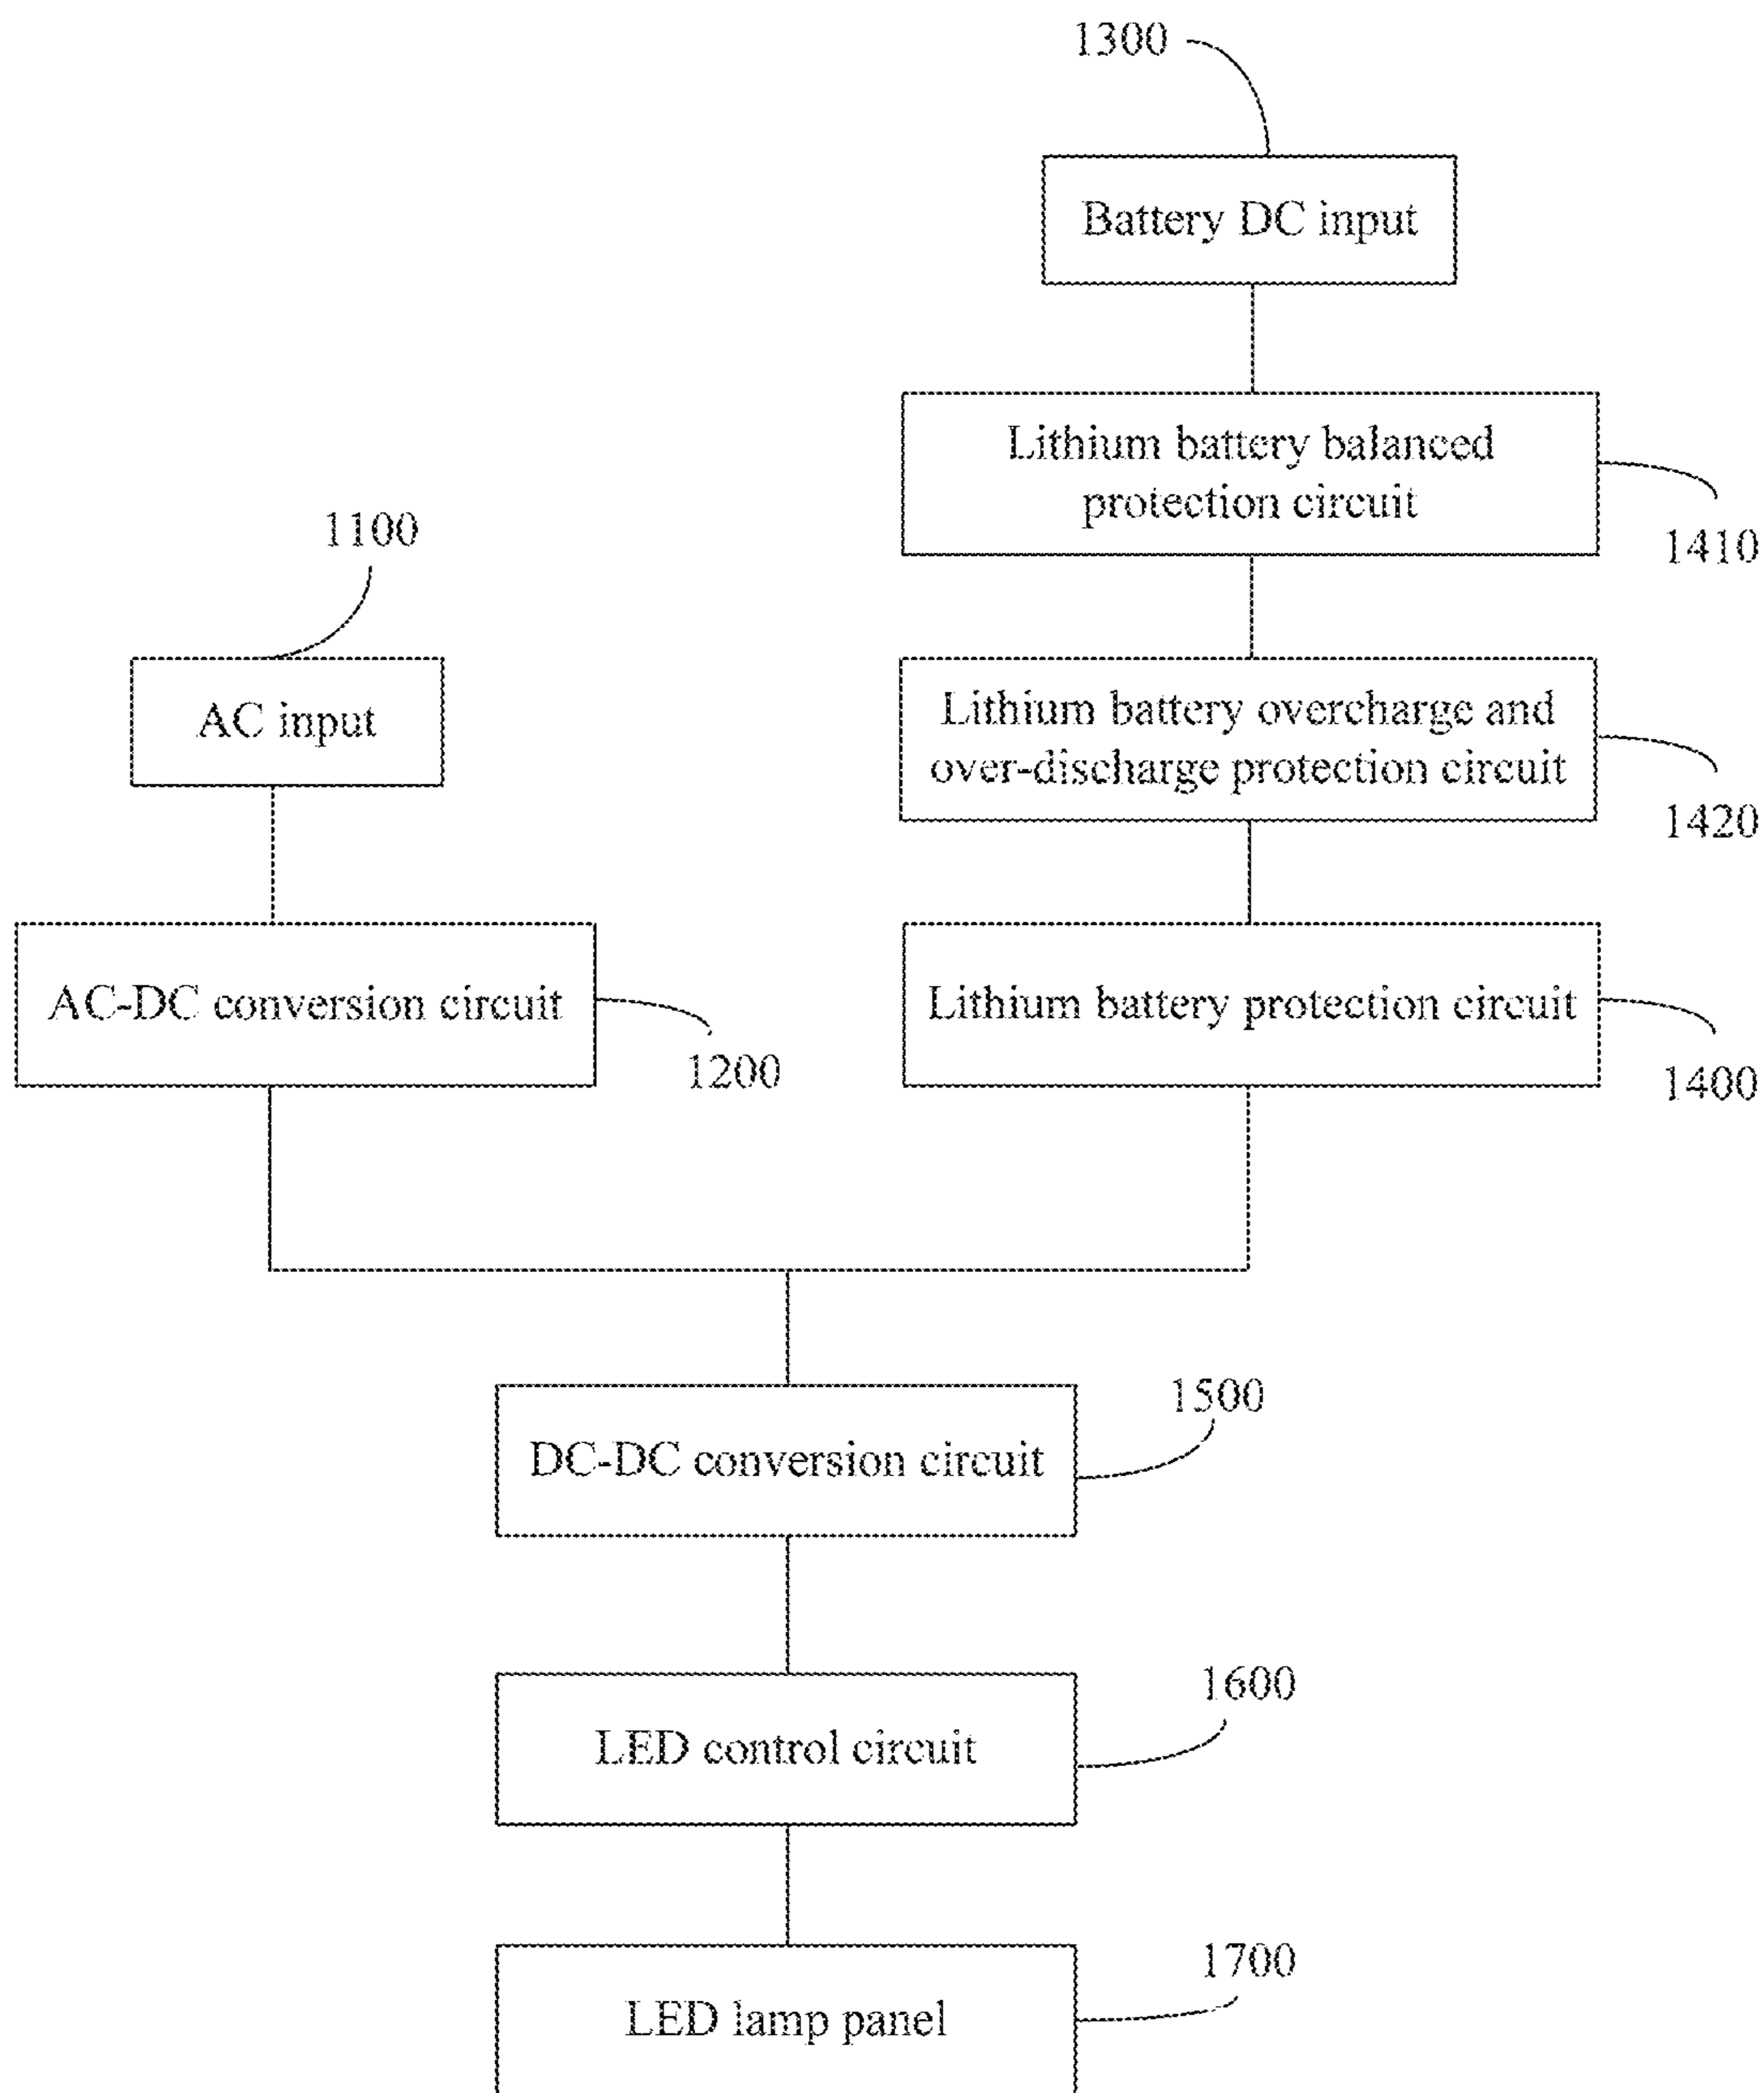 1300
Battery DC input
Lithium battery balanced
protection circuit
1410
1100
AC input
Lithium battery overcharge and
over-discharge protection circuit
1420
AC-DC conversion circuit
1200
Lithium battery protection circuit
1400
DC-DC conversion circuit
1500
LED control circuit
1600
LED lamp panel
1700